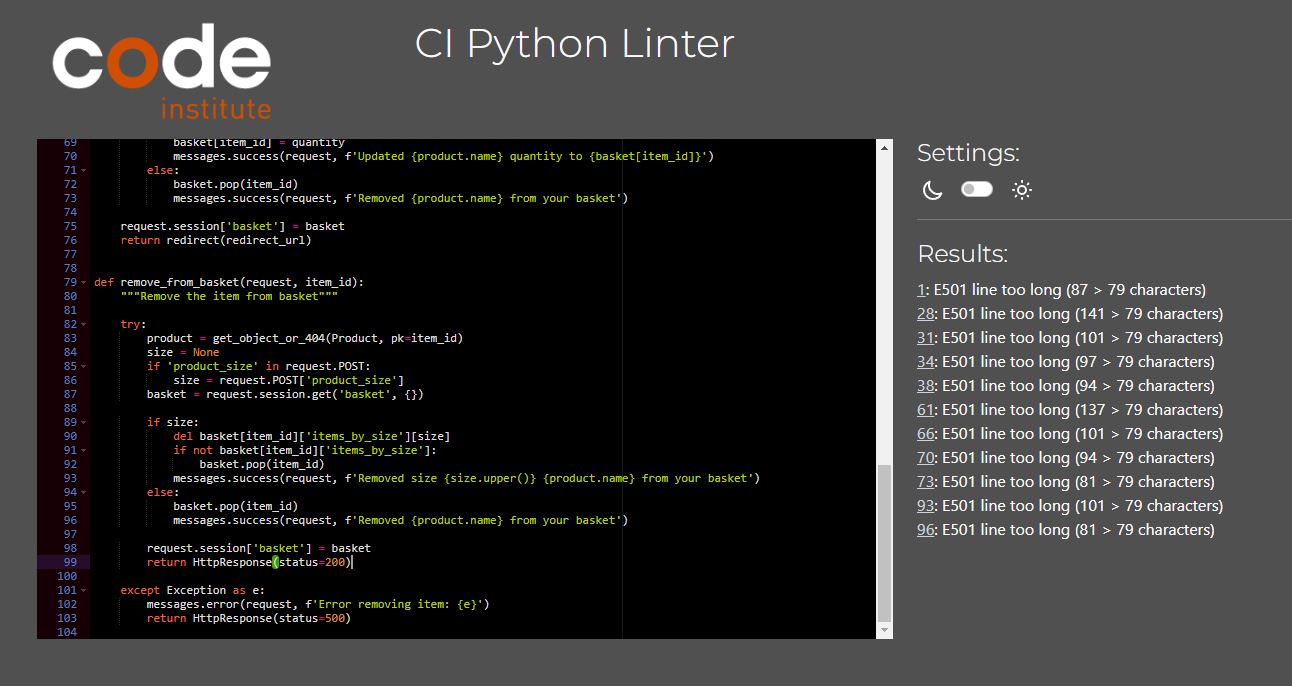 code
institute
CI Python Linter
69 basket[item_id] = quantity
70 messages.success(request, f'Updated {product.name} quantity to {basket[item_id]}')
71 else:
72 basket.pop(item_id)
73 messages.success(request, f'Removed {product.name} from your basket')
74
75 request.session['basket'] = basket
76 return redirect(redirect_url)
77
78
79 def remove_from_basket(request, item_id):
80 """Remove the item from basket"""
81
82 try:
83 product = get_object_or_404(Product, pk=item_id)
84 size = None
85 if 'product_size' in request.POST:
86 size = request.POST['product_size']
87 basket = request.session.get('basket', {})
88
89 if size:
90 del basket[item_id]['items_by_size'][size]
91 if not basket[item_id]['items_by_size']:
92 basket.pop(item_id)
93 messages.success(request, f'Removed size {size.upper()} {product.name} from your basket')
94 else:
95 basket.pop(item_id)
96 messages.success(request, f'Removed {product.name} from your basket')
97
98 request.session['basket'] = basket
99 return HttpResponse(status=200)
100
101 except Exception as e:
102 messages.error(request, f'Error removing item: {e}')
103 return HttpResponse(status=500)
104
Settings:
Results:
1: E501 line too long (87 > 79 characters)
28: E501 line too long (141 > 79 characters)
31: E501 line too long (101 > 79 characters)
34: E501 line too long (97 > 79 characters)
38: E501 line too long (94 > 79 characters)
61: E501 line too long (137 > 79 characters)
66: E501 line too long (101 > 79 characters)
70: E501 line too long (94 > 79 characters)
73: E501 line too long (81 > 79 characters)
93: E501 line too long (101 > 79 characters)
96: E501 line too long (81 > 79 characters)